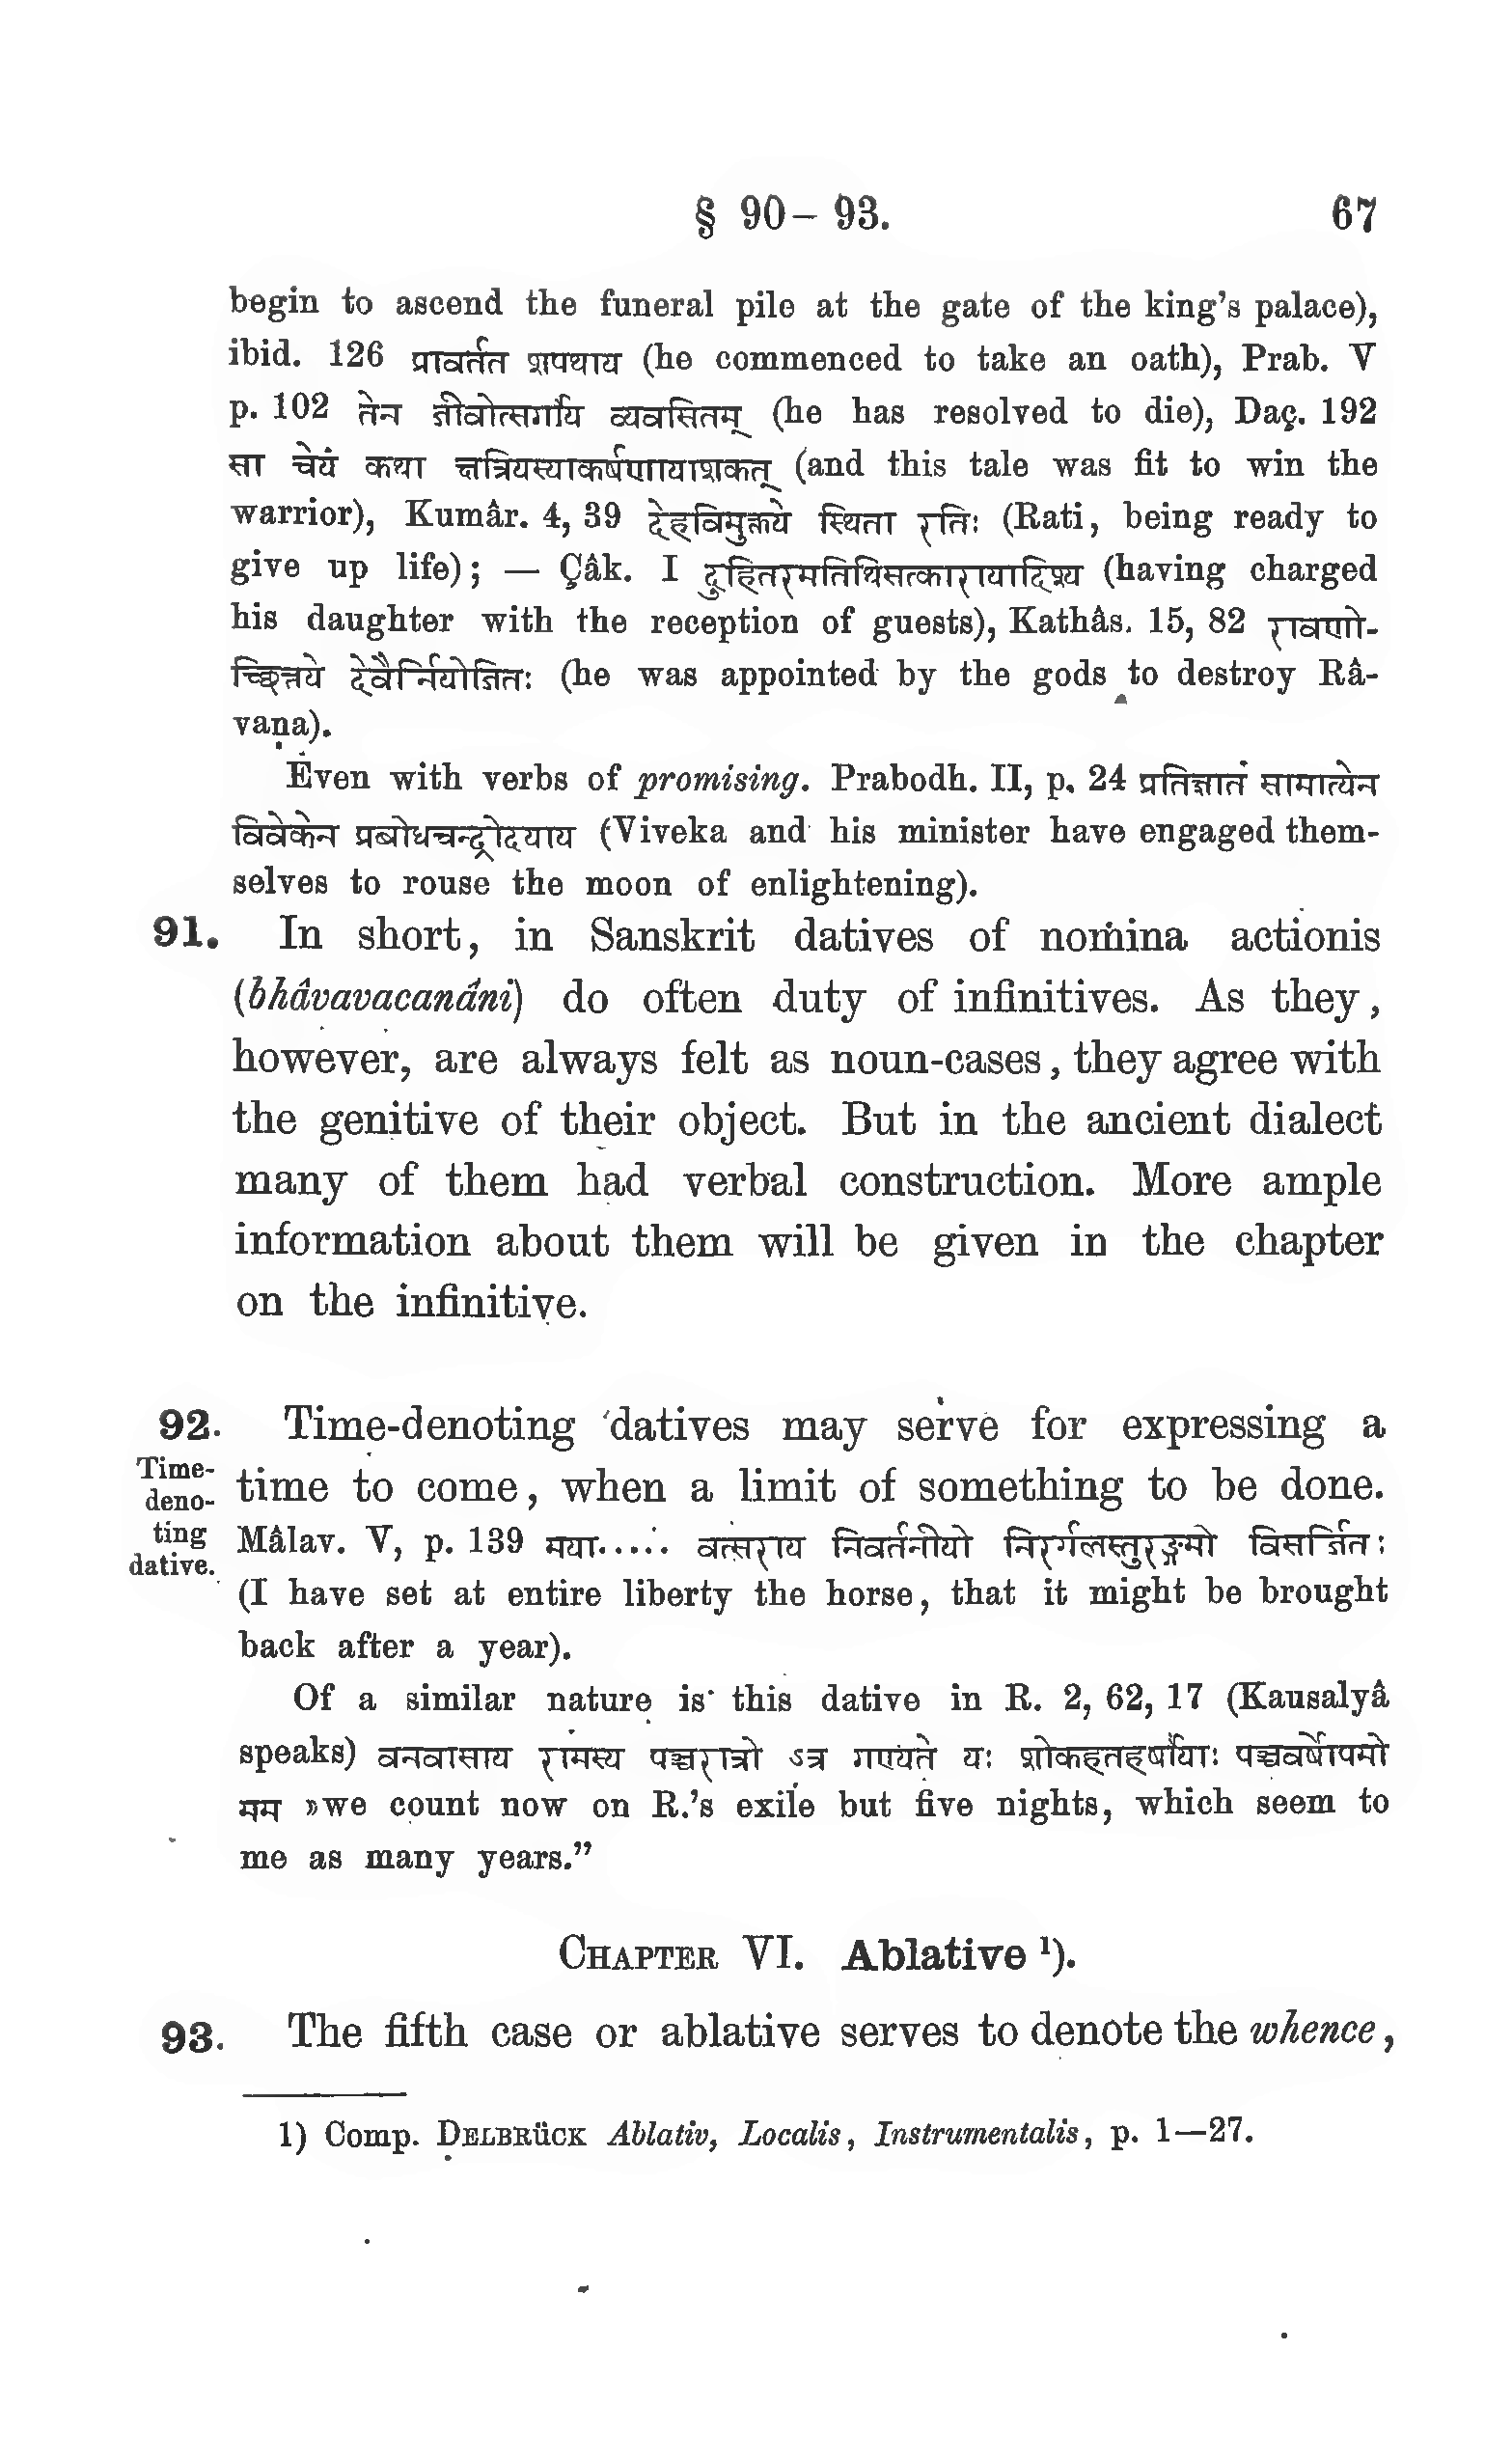 § 90– 93. 67
begin to ascend the funeral pile at the gate of the king's palace),
ibid. 126 प्रावर्तत शपथाय (he commenced to take an oath), Prab. V
p. 102 तेन जीवोत्सर्गाय व्यवसितम् (he has resolved to die), Daç. 192
सा चेयं कथा क्षत्रियस्याकर्षणायाशकत् (and this tale was fit to win the
warrior), Kumâr. 4, 39 देहविमुक्तये स्थिता रतिः (Rati, being ready to
give up life); — Çâk. I दुहितरमतिथिसत्कारायादिश्य (having charged
his daughter with the reception of guests), Kathâs. 15, 82 रावणो-
च्छित्तये देवैर्नियोजितः (he was appointed by the gods to destroy Râ-
vaṇa).
Even with verbs of promising. Prabodh. II, p. 24 प्रतिज्ञातं सामात्येन
विवेकेन प्रबोधचन्द्रोदयाय (Viveka and his minister have engaged them-
selves to rouse the moon of enlightening).
91. In short, in Sanskrit datives of nomina actionis
(bhâvavacanâni) do often duty of infinitives. As they,
however, are always felt as noun-cases, they agree with
the genitive of their object. But in the ancient dialect
many of them had verbal construction. More ample
information about them will be given in the chapter
on the infinitive.
92. Time-denoting datives may serve for expressing a
Time-
deno-
ting
dative.
time to come, when a limit of something to be done.
Mâlav. V, p. 139 मया..... वत्सराय निवर्तनीयो निरर्गलस्तुरङ्गमो विसर्जितः
(I have set at entire liberty the horse, that it might be brought
back after a year).
Of a similar nature is this dative in R. 2, 62, 17 (Kausalyâ
speaks) वनवासाय रामस्य पञ्चरात्रो ऽत्र गण्यते यः शोकहतहर्षायाः पञ्चवर्षोपमो
मम »we count now on R.'s exile but five nights, which seem to
me as many years.”
CHAPTER VI. Ablative ¹).
93. The fifth case or ablative serves to denote the whence,
1) Comp. DELBRÜCK Ablativ, Localis, Instrumentalis, p. 1—27.